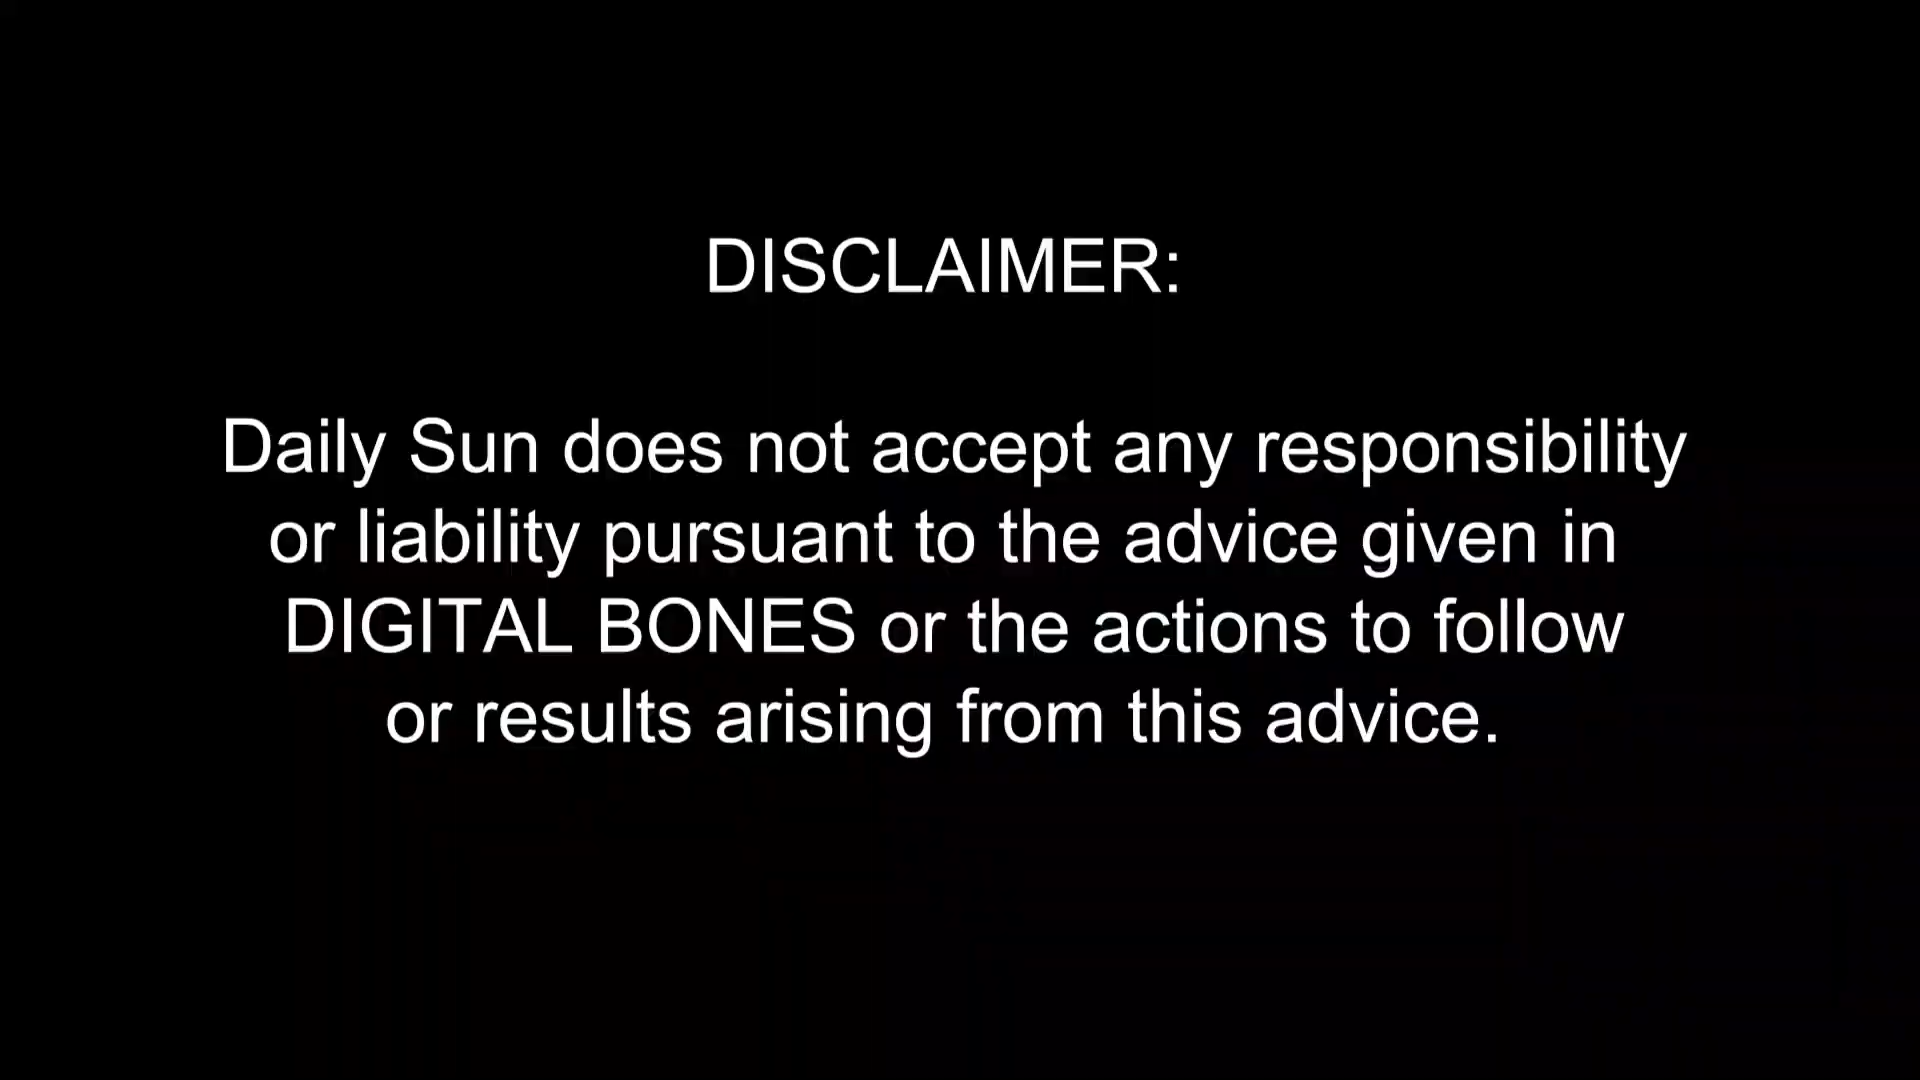 DISCLAIMER:
Daily Sun does not accept any responsibility
or liability pursuant to the advice given in
DIGITAL BONES or the actions to follow
or results arising from this advice.